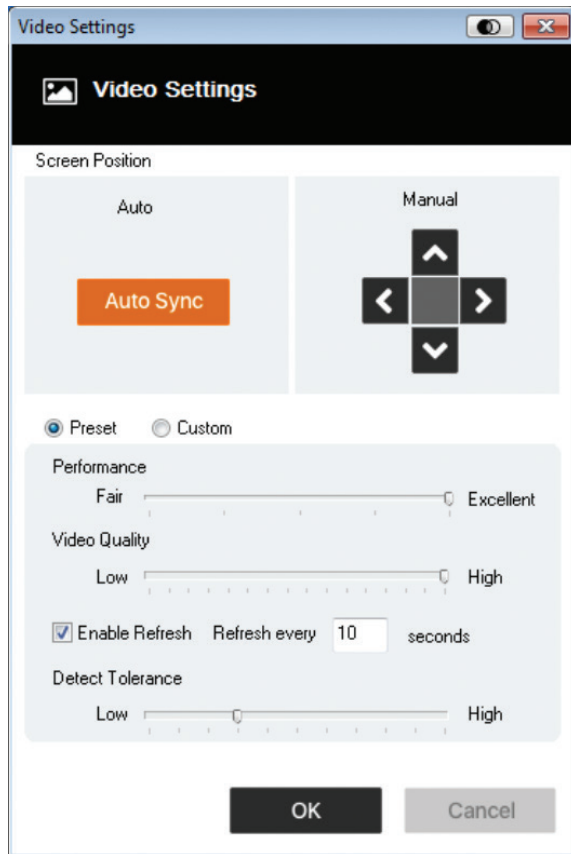 Video Settings
Video Settings
Screen Position
Auto
Manual
Auto Sync
Preset Custom
Performance
Fair Excellent
Video Quality
Low High
Enable Refresh Refresh every 10 seconds
Detect Tolerance
Low High
OK Cancel